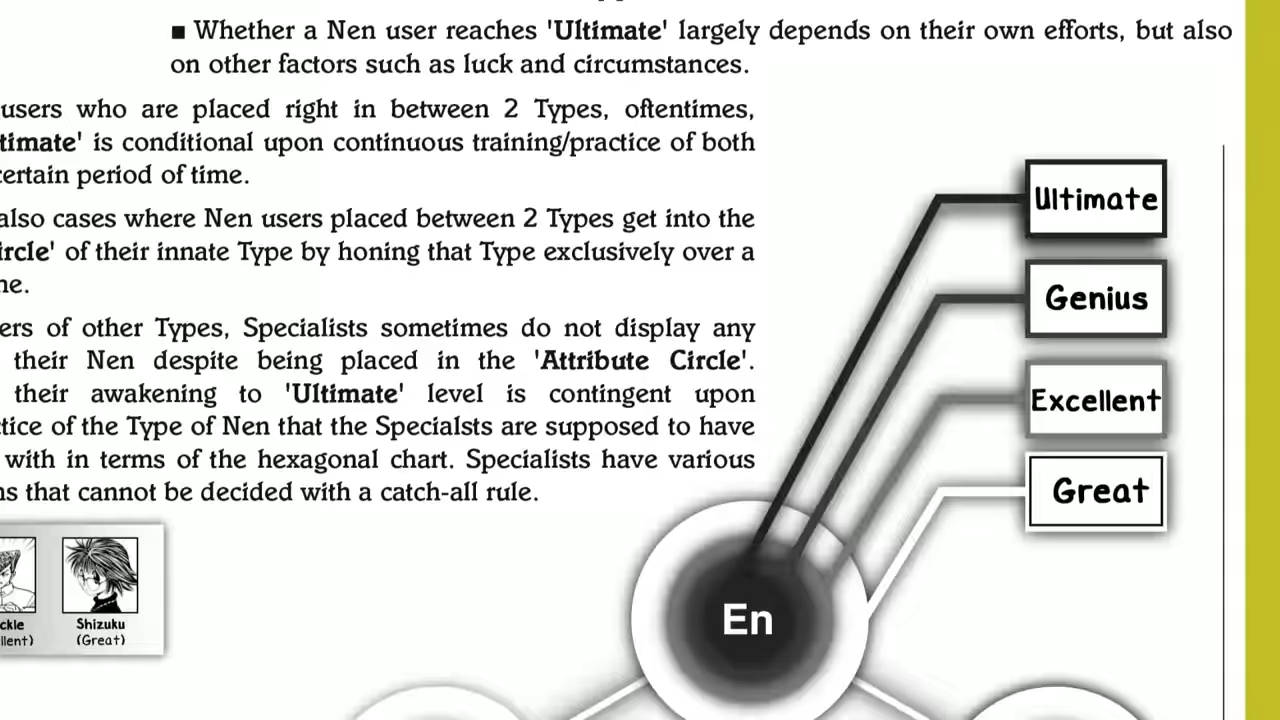 ■ Whether a Nen user reaches 'Ultimate' largely depends on their own efforts, but also
on other factors such as luck and circumstances.
users who are placed right in between 2 Types, oftentimes,
timate' is conditional upon continuous training/practice of both
certain period of time.
also cases where Nen users placed between 2 Types get into the
ircle' of their innate Type by honing that Type exclusively over a
ne.
ers of other Types, Specialists sometimes do not display any
their Nen despite being placed in the 'Attribute Circle'.
their awakening to 'Ultimate' level is contingent upon
ctice of the Type of Nen that the Specialsts are supposed to have
with in terms of the hexagonal chart. Specialists have various
ns that cannot be decided with a catch-all rule.
Ultimate
Genius
Excellent
Great
En
ckle
llent)
Shizuku
(Great)